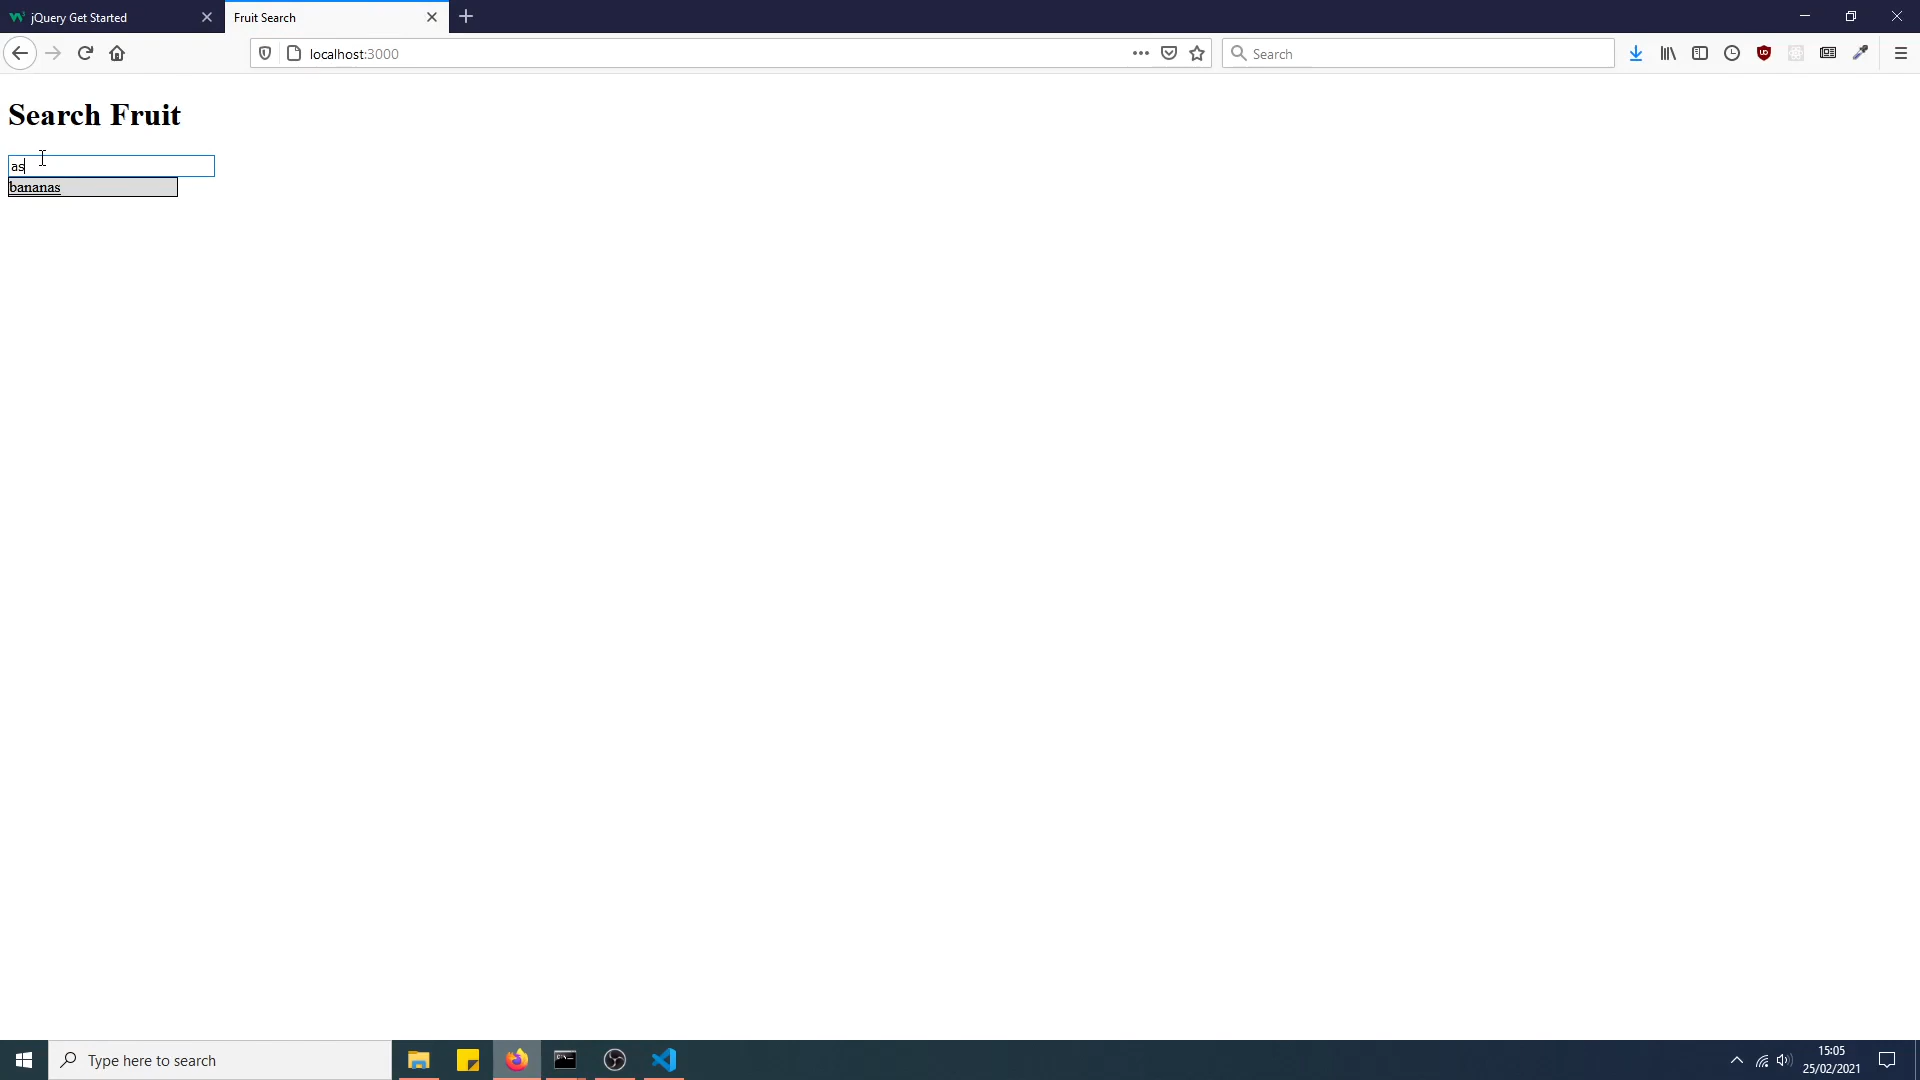 jQuery Get Started
Fruit Search
localhost:3000
Search
Search Fruit
as
bananas
Type here to search
15:05
25/02/2021